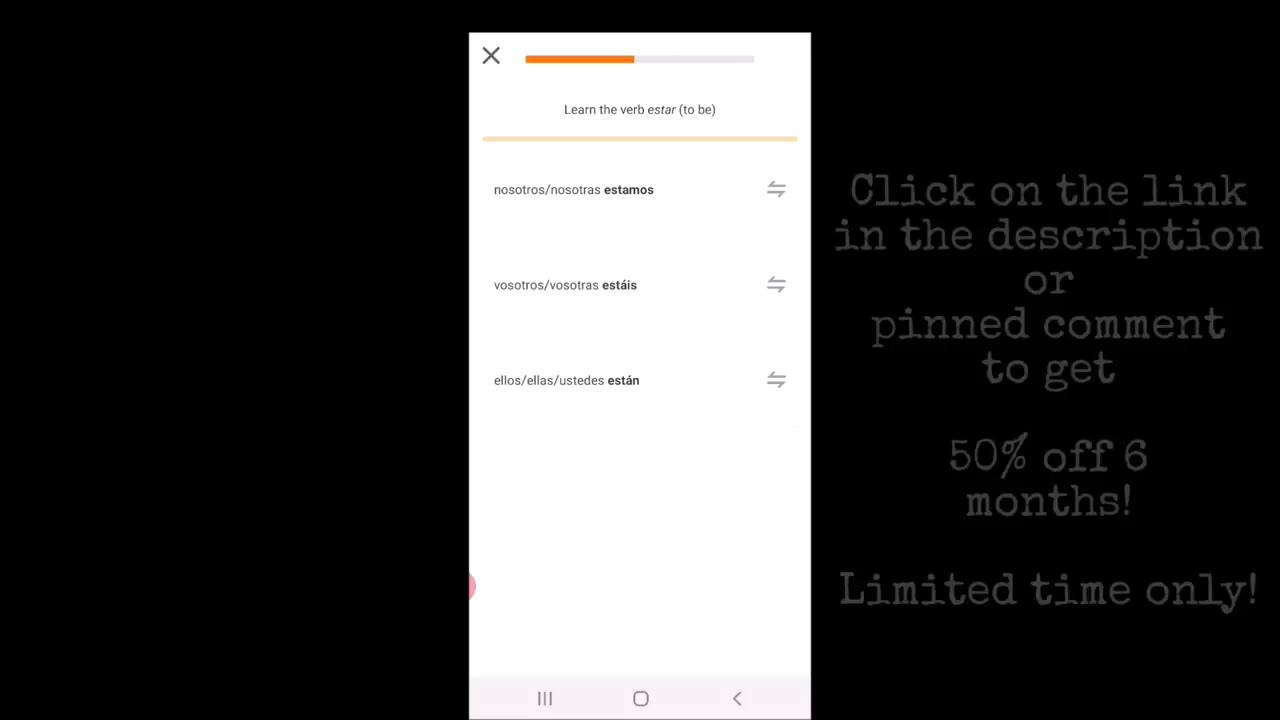 Learn the verb estar (to be)
nosotros/nosotras estamos
vosotros/vosotras estáis
ellos/ellas/ustedes están
Click on the link
in the description
or
pinned comment
to get
50% off 6
months!
Limited time only!